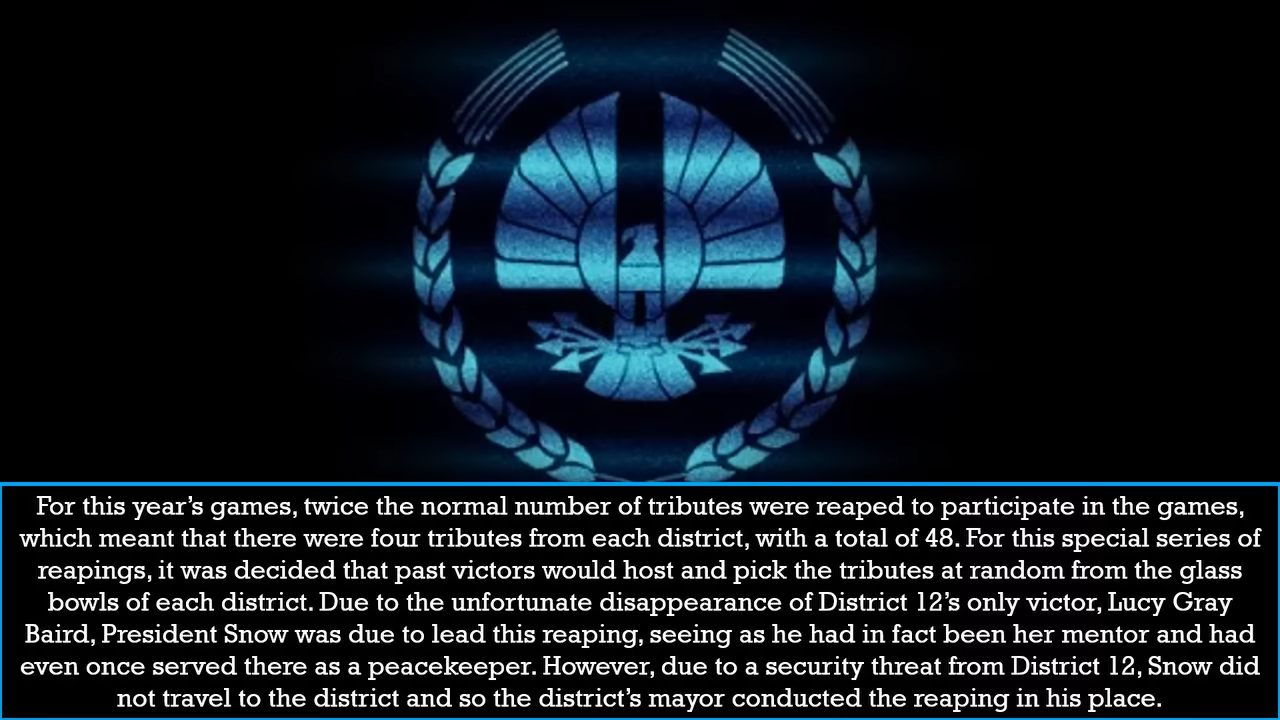 For this year’s games, twice the normal number of tributes were reaped to participate in the games,
which meant that there were four tributes from each district, with a total of 48. For this special series of
reapings, it was decided that past victors would host and pick the tributes at random from the glass
bowls of each district. Due to the unfortunate disappearance of District 12’s only victor, Lucy Gray
Baird, President Snow was due to lead this reaping, seeing as he had in fact been her mentor and had
even once served there as a peacekeeper. However, due to a security threat from District 12, Snow did
not travel to the district and so the district’s mayor conducted the reaping in his place.